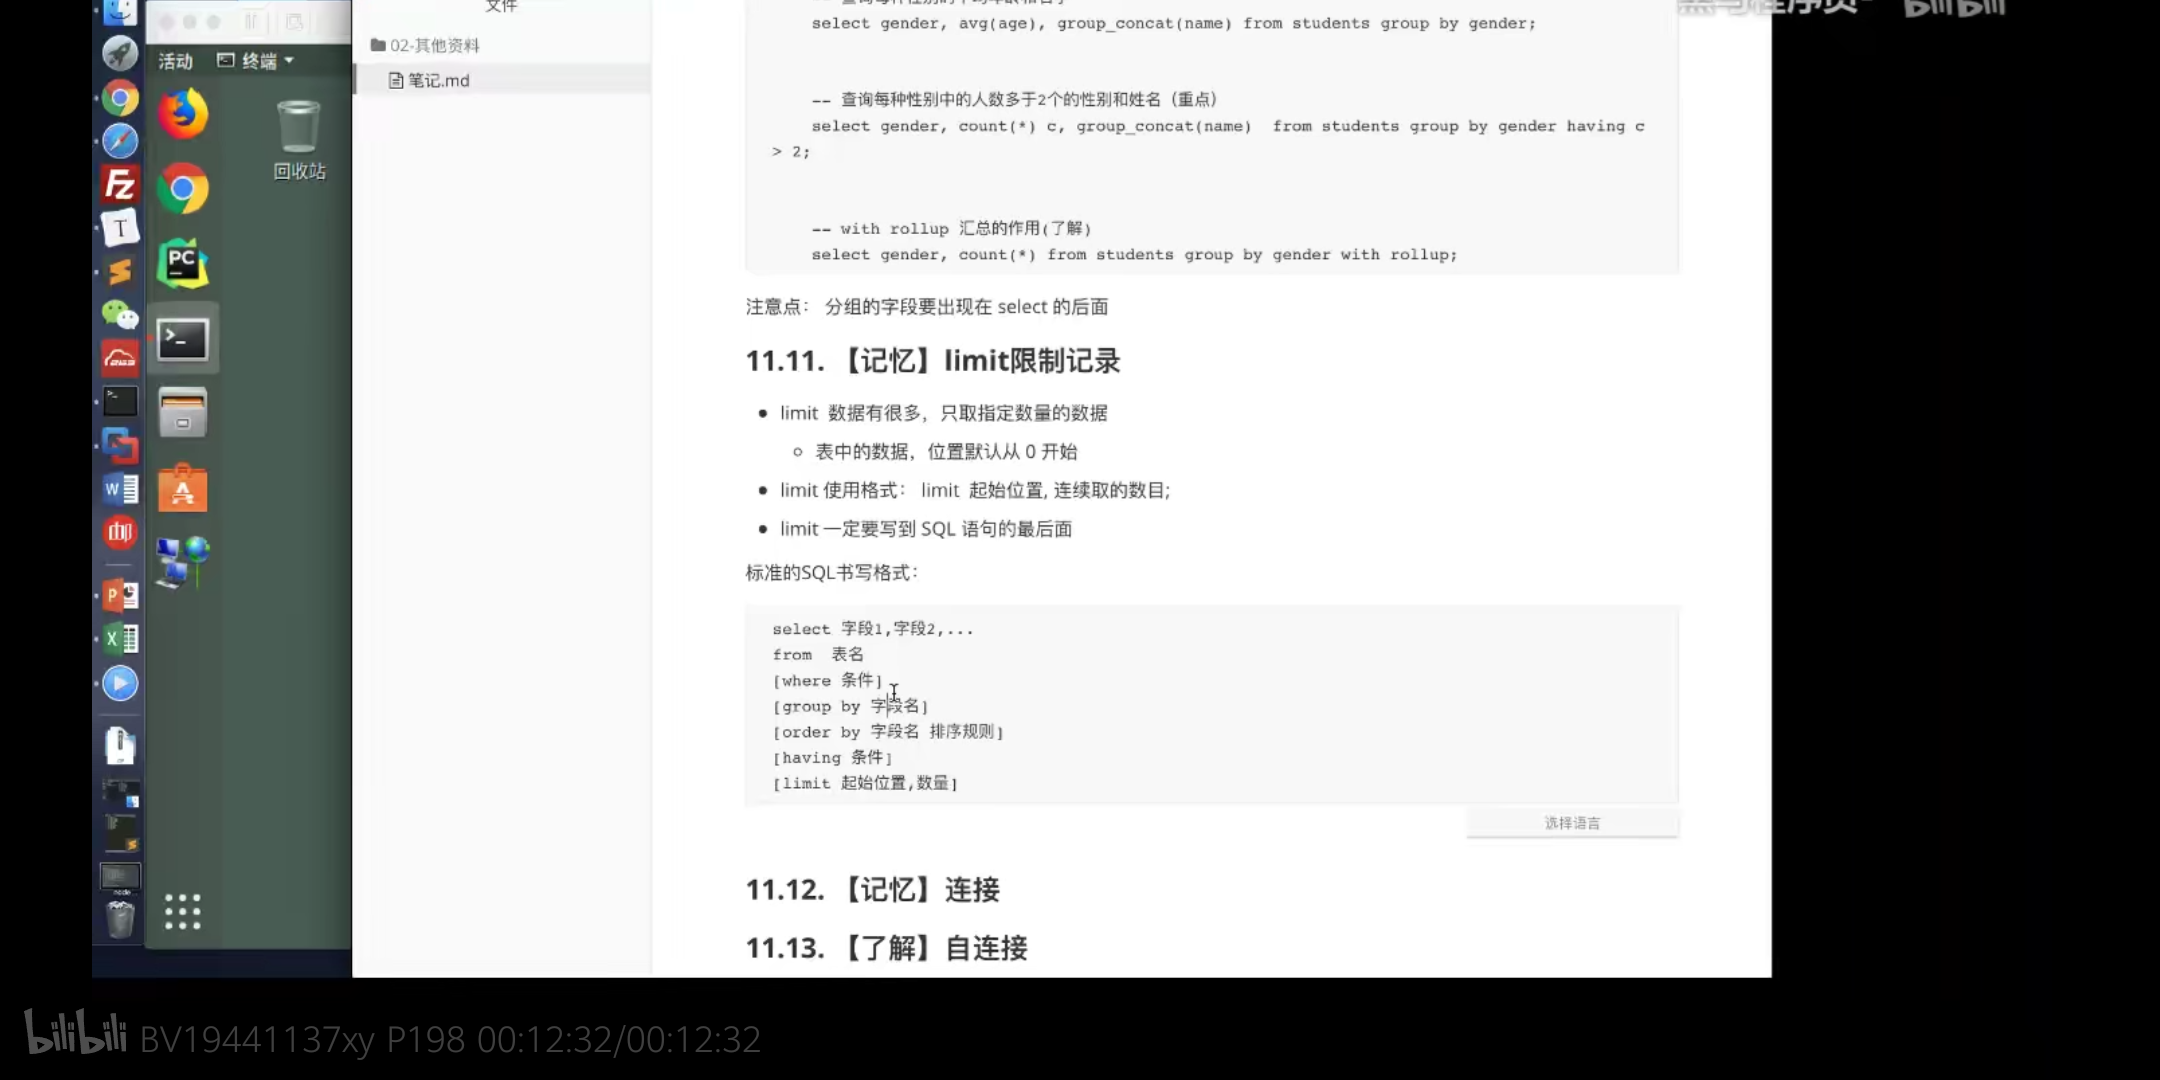 文件
bilibili
select gender, avg(age), group_concat(name) from students group by gender;
02-其他资料
活动
终端
笔记.md
-- 查询每种性别中的人数多于2个的性别和姓名（重点）
select gender, count(*) c, group_concat(name)  from students group by gender having c
> 2;
回收站
-- with rollup 汇总的作用(了解)
select gender, count(*) from students group by gender with rollup;
注意点： 分组的字段要出现在 select 的后面
11.11. 【记忆】limit限制记录
limit 数据有很多，只取指定数量的数据
表中的数据，位置默认从 0 开始
limit 使用格式： limit 起始位置, 连续取的数目;
limit 一定要写到 SQL 语句的最后面
标准的SQL书写格式：
select 字段1,字段2,...
from  表名
[where 条件]
[group by 字段名]
[order by 字段名 排序规则]
[having 条件]
[limit 起始位置,数量]
选择语言
11.12. 【记忆】连接
11.13. 【了解】自连接
bilibili BV19441137xy P198 00:12:32/00:12:32